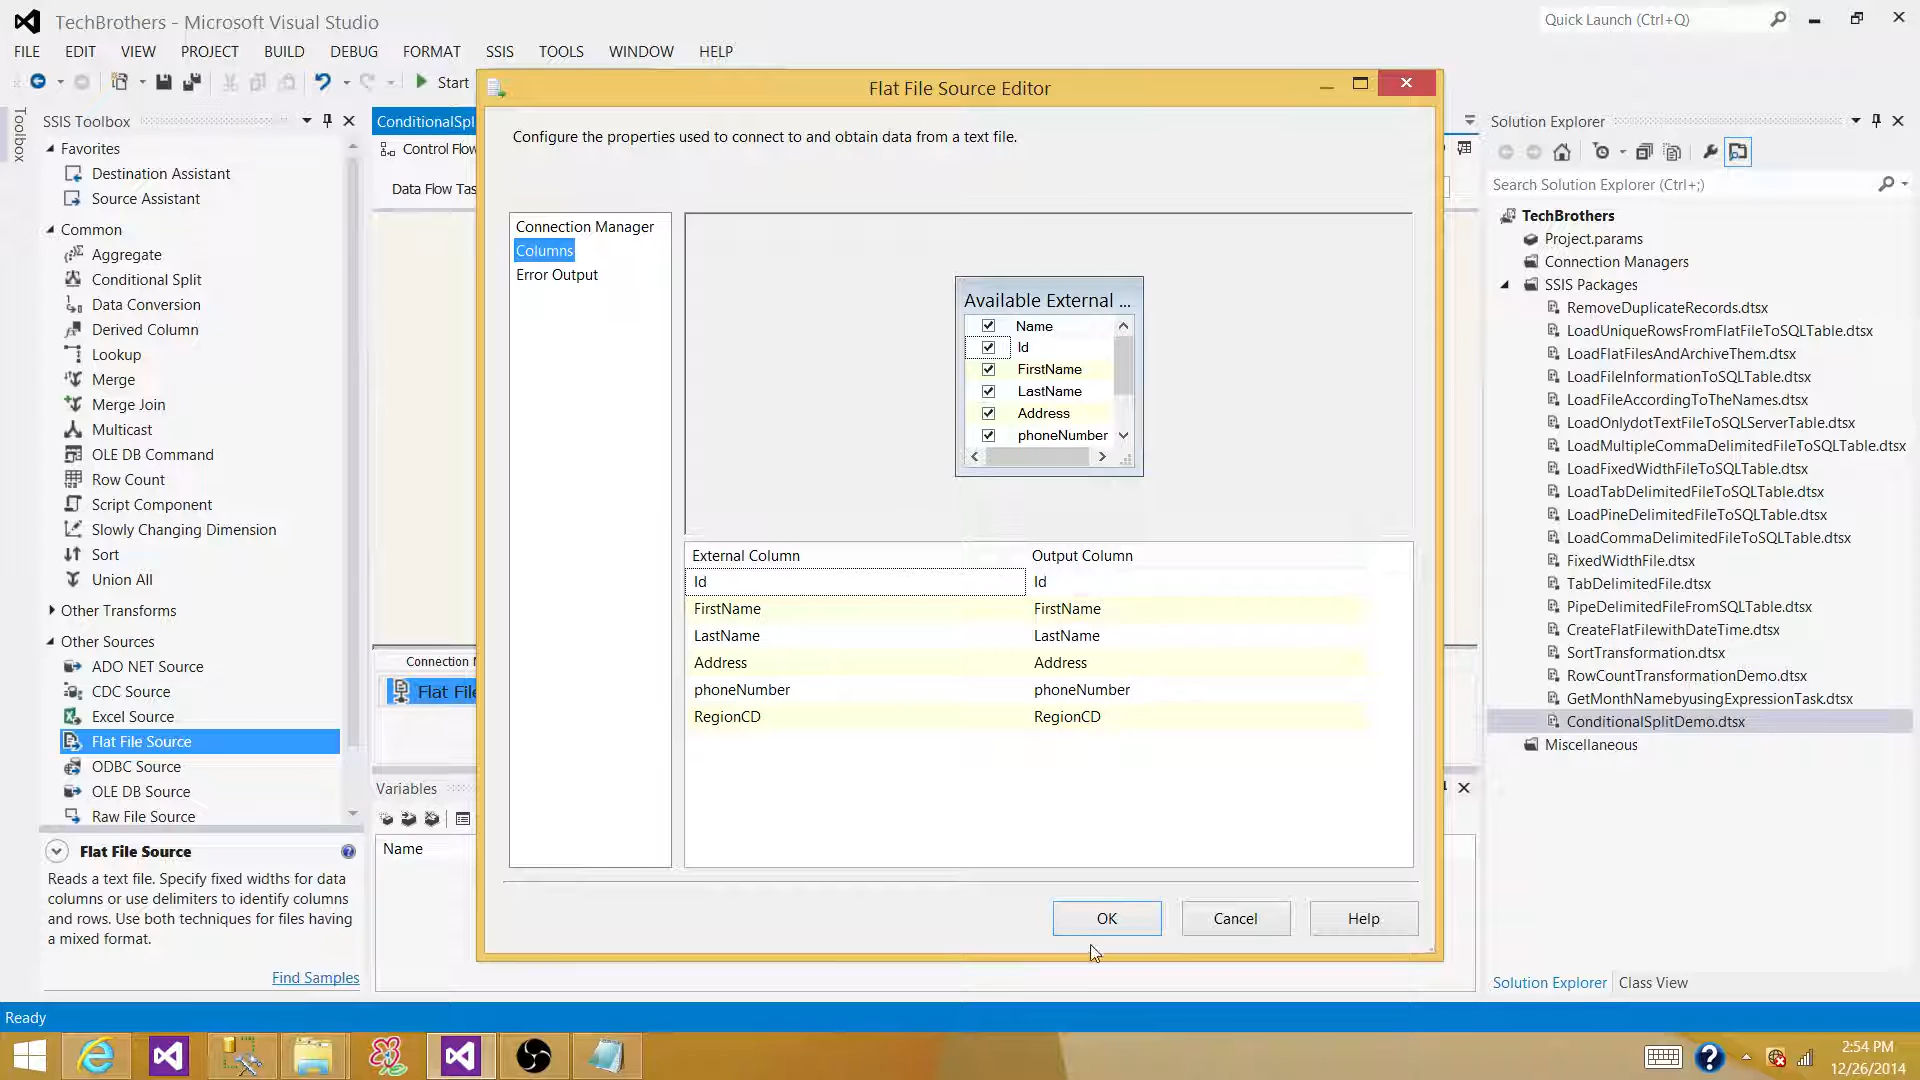 TechBrothers - Microsoft Visual Studio
Quick Launch (Ctrl+Q)
FILE EDIT VIEW PROJECT BUILD DEBUG FORMAT SSIS TOOLS WINDOW HELP
Start
Toolbox
SSIS Toolbox
Favorites
Destination Assistant
Source Assistant
Common
Aggregate
Conditional Split
Data Conversion
Derived Column
Lookup
Merge
Merge Join
Multicast
OLE DB Command
Row Count
Script Component
Slowly Changing Dimension
Sort
Union All
Other Transforms
Other Sources
ADO NET Source
CDC Source
Excel Source
Flat File Source
ODBC Source
OLE DB Source
Raw File Source
Flat File Source
Reads a text file. Specify fixed widths for data
columns or use delimiters to identify columns
and rows. Use both techniques for files having
a mixed format.
Find Samples
ConditionalSpl
Control Flow
Data Flow Tas
Connection M
Flat File
Variables
Name
Flat File Source Editor
Configure the properties used to connect to and obtain data from a text file.
Connection Manager
Columns
Error Output
Available External ...
Name
Id
FirstName
LastName
Address
phoneNumber
External Column Output Column
Id Id
FirstName FirstName
LastName LastName
Address Address
phoneNumber phoneNumber
RegionCD RegionCD
OK Cancel Help
Solution Explorer
Search Solution Explorer (Ctrl+;)
TechBrothers
Project.params
Connection Managers
SSIS Packages
RemoveDuplicateRecords.dtsx
LoadUniqueRowsFromFlatFileToSQLTable.dtsx
LoadFlatFilesAndArchiveThem.dtsx
LoadFileInformationToSQLTable.dtsx
LoadFileAccordingToTheNames.dtsx
LoadOnlydotTextFileToSQLServerTable.dtsx
LoadMultipleCommaDelimitedFileToSQLTable.dtsx
LoadFixedWidthFileToSQLTable.dtsx
LoadTabDelimitedFileToSQLTable.dtsx
LoadPineDelimitedFileToSQLTable.dtsx
LoadCommaDelimitedFileToSQLTable.dtsx
FixedWidthFile.dtsx
TabDelimitedFile.dtsx
PipeDelimitedFileFromSQLTable.dtsx
CreateFlatFilewithDateTime.dtsx
SortTransformation.dtsx
RowCountTransformationDemo.dtsx
GetMonthNamebyusingExpressionTask.dtsx
ConditionalSplitDemo.dtsx
Miscellaneous
Solution Explorer Class View
Ready
2:54 PM
12/26/2014